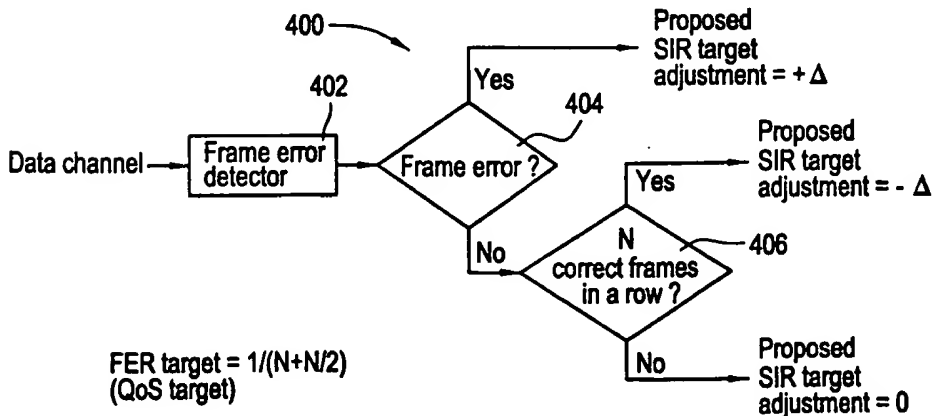 400
Proposed
SIR target
adjustment = + Δ
Yes
402
404
Data channel
Frame error
detector
Frame error ?
Proposed
SIR target
adjustment = - Δ
Yes
No
N
correct frames
in a row ?
406
FER target = 1/(N+N/2)
(QoS target)
No
Proposed
SIR target
adjustment = 0